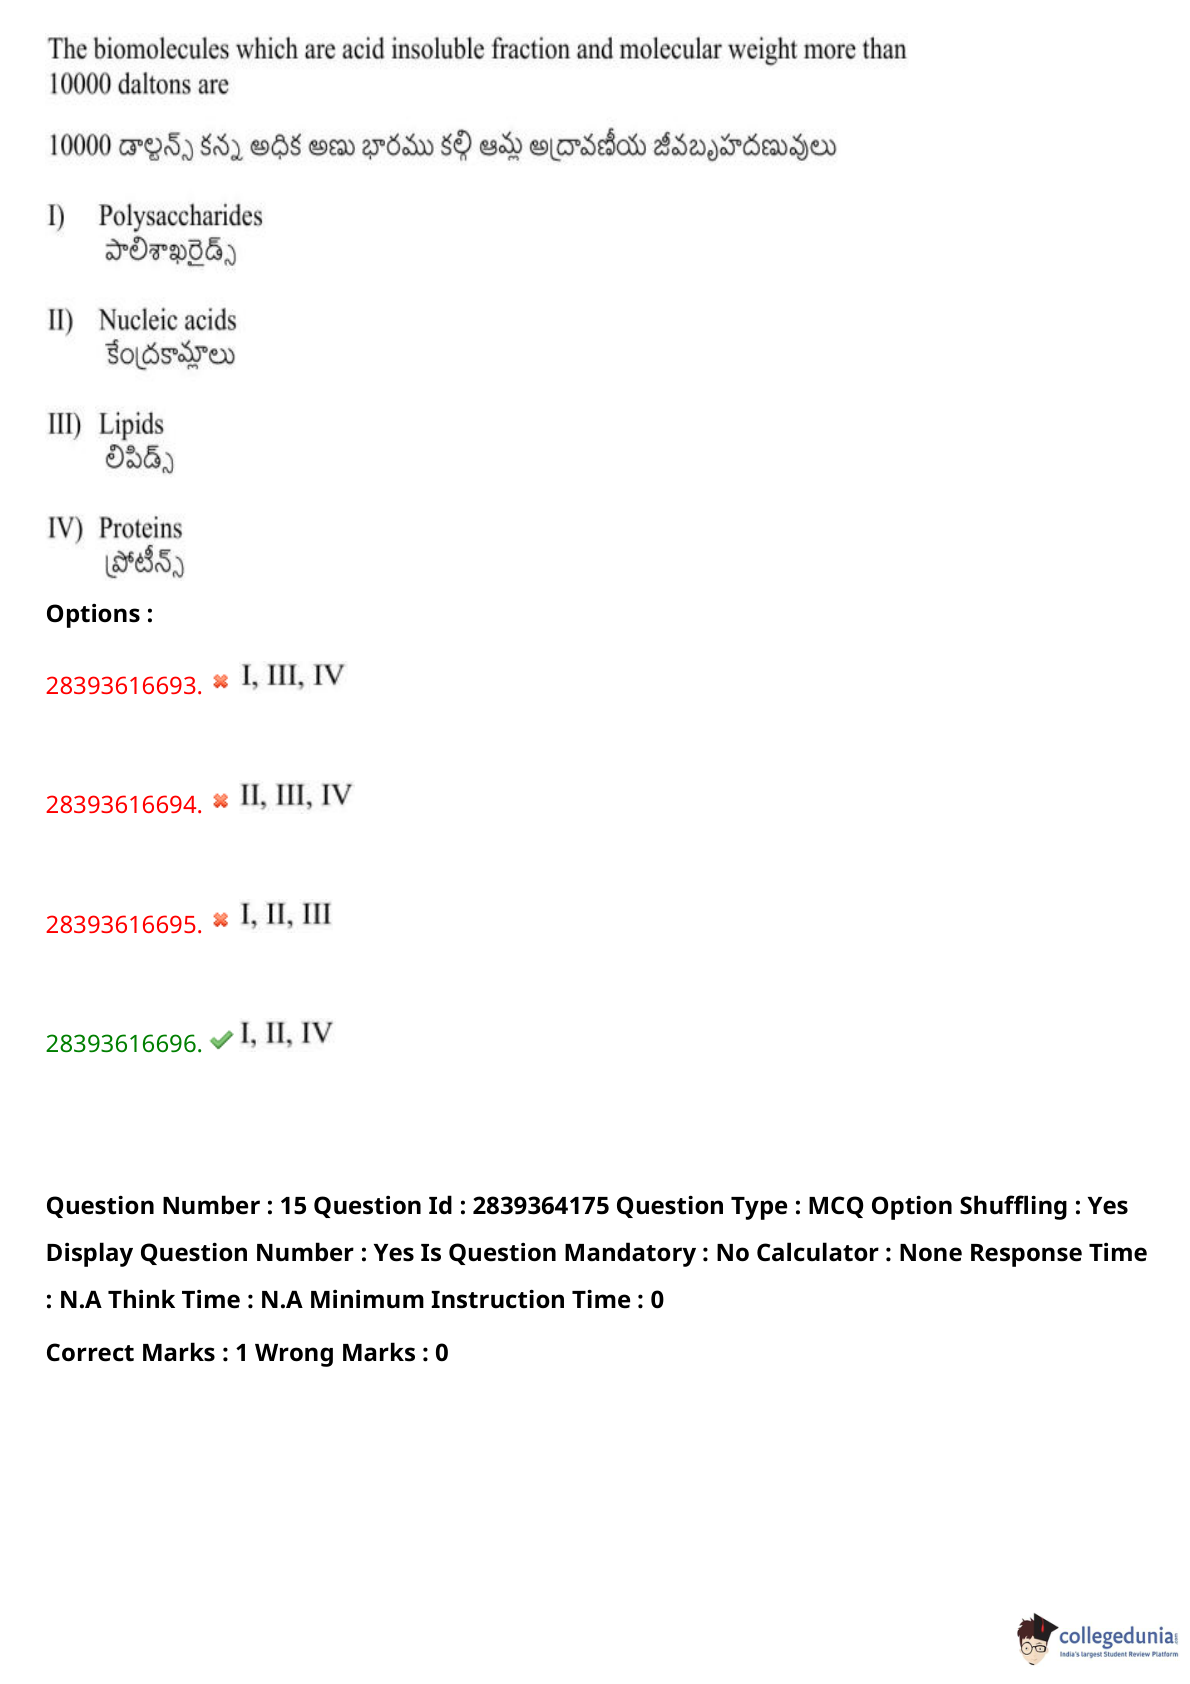 The biomolecules which are acid insoluble fraction and molecular weight more than
10000 daltons are
10000 డాల్టన్స్ కన్న అధిక అణు భారము కల్గి ఆమ్ల అద్రావణీయ జీవబృహదణువులు
I) Polysaccharides
పాలిశాఖరైడ్స్
II) Nucleic acids
కేంద్రకామ్లాలు
III) Lipids
లిపిడ్స్
IV) Proteins
ప్రోటీన్స్
Options :
28393616693. I, III, IV
28393616694. II, III, IV
28393616695. I, II, III
28393616696. I, II, IV
Question Number : 15 Question Id : 2839364175 Question Type : MCQ Option Shuffling : Yes
Display Question Number : Yes Is Question Mandatory : No Calculator : None Response Time
: N.A Think Time : N.A Minimum Instruction Time : 0
Correct Marks : 1 Wrong Marks : 0
collegedunia
India's largest Student Review Platform